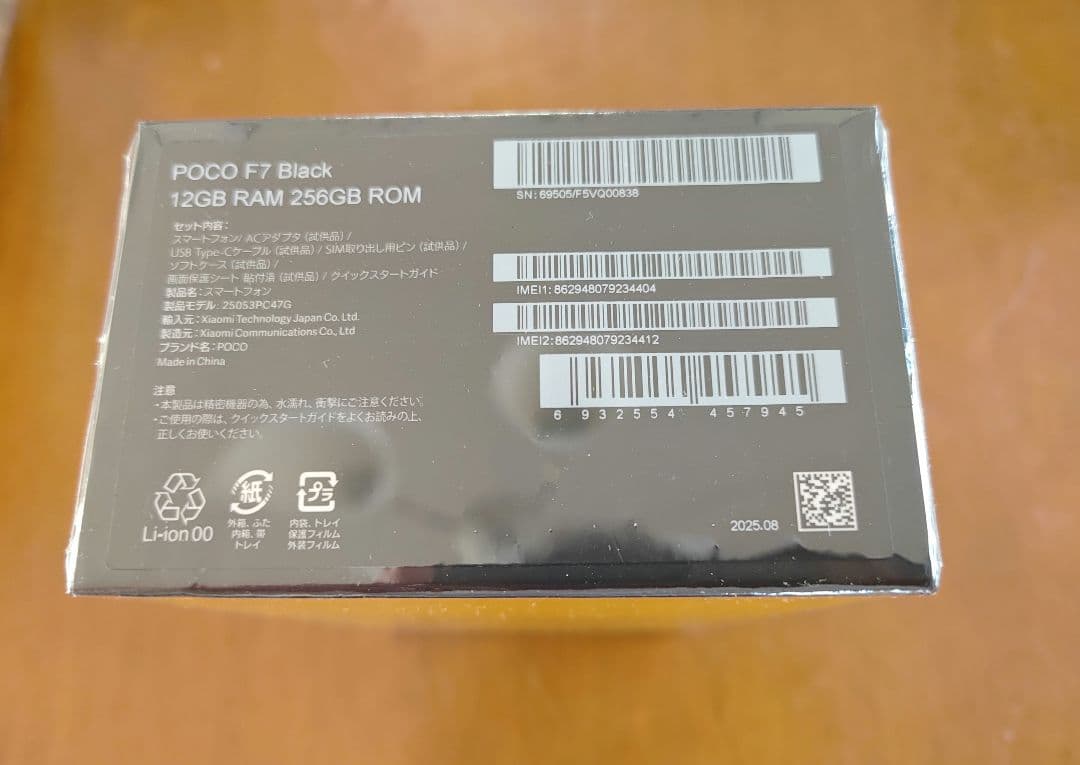 POCO F7 Black
12GB RAM 256GB ROM
セット内容：
スマートフォン/ ACアダプタ (試供品) /
USB Type-Cケーブル (試供品) / SIM取り出し用ピン (試供品) /
ソフトケース (試供品) /
画面保護シート 貼付済 (試供品) / クイックスタートガイド
製品名：スマートフォン
製品モデル：25053PC47G
輸入元：Xiaomi Technology Japan Co. Ltd.
製造元：Xiaomi Communications Co., Ltd
ブランド名：POCO
Made in China
注意
・本製品は精密機器の為、水濡れ、衝撃にご注意ください。
・ご使用の際は、クイックスタートガイドをよくお読みの上、
正しくお使いください。
Li-ion 00
紙
外箱、ふた
内箱、帯
トレイ
プラ
内袋、トレイ
保護フィルム
外装フィルム
SN: 69505/F5VQ00838
IMEI1: 862948079234404
IMEI2: 862948079234412
6 932554 457945
2025.08